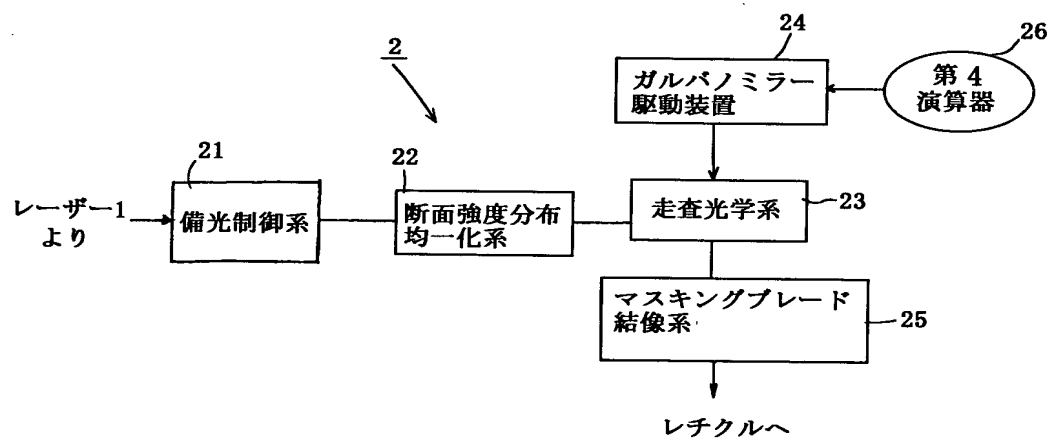 2
24
26
ガルバノミラー
駆動装置
第4
演算器
21
22
レーザー1
より
備光制御系
断面強度分布
均一化系
走査光学系
23
マスキングブレード
結像系
25
レチクルへ